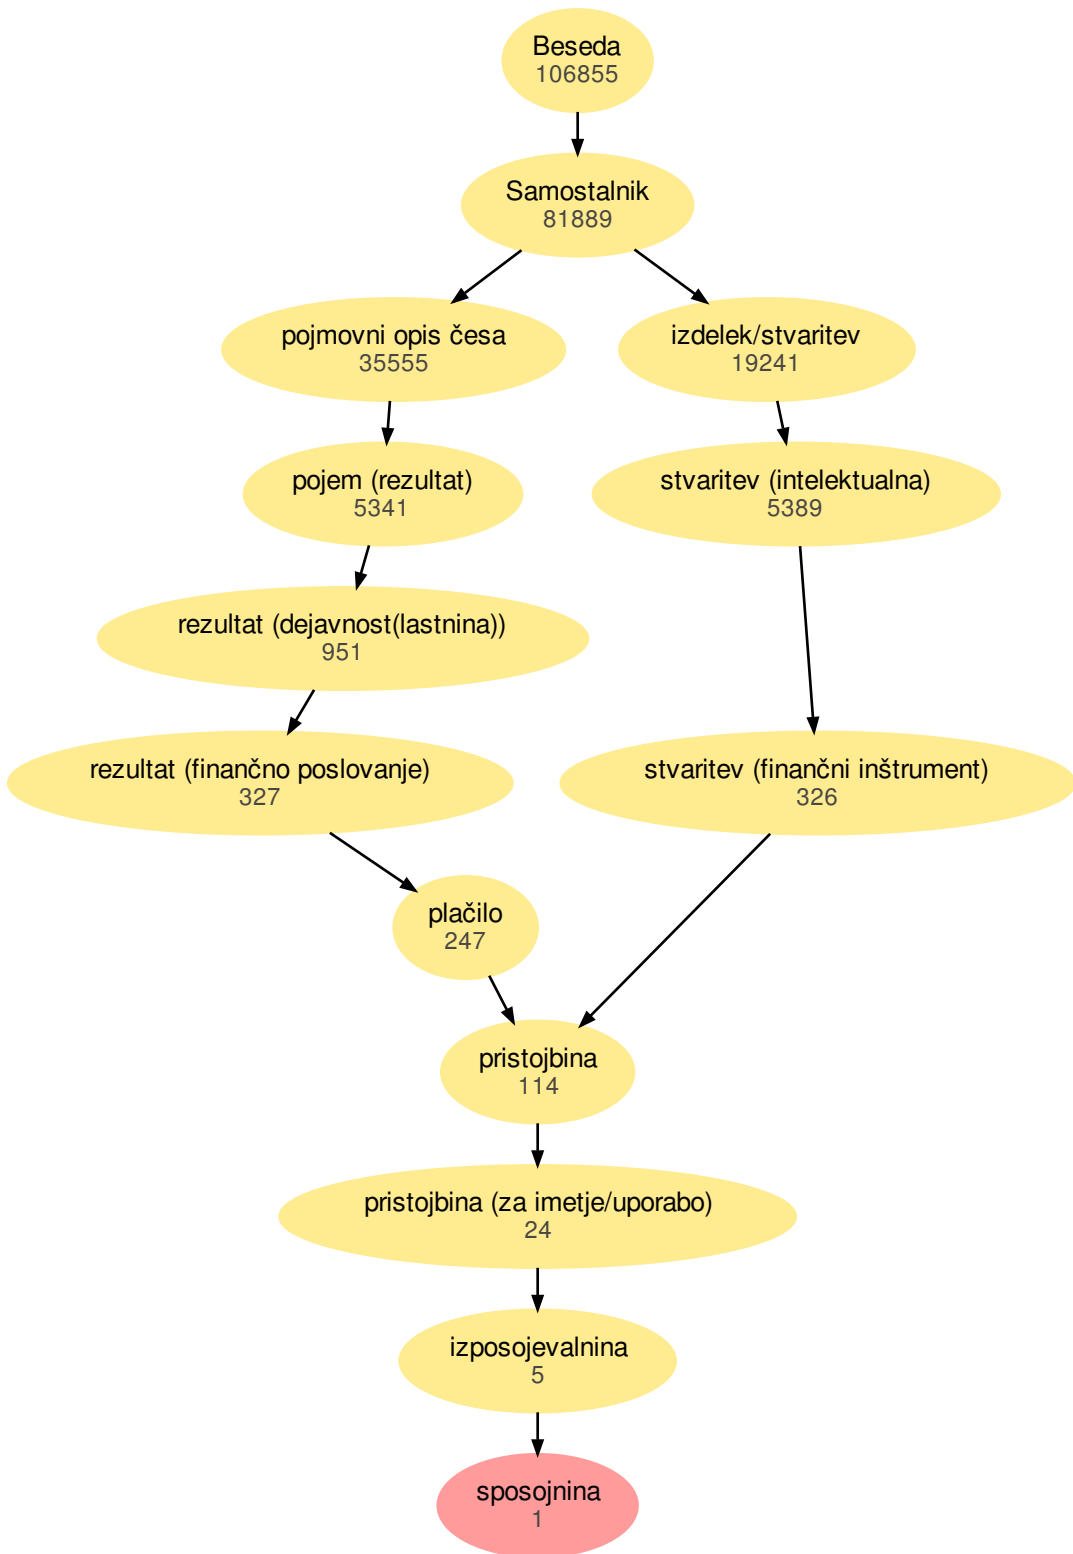 Beseda
106855
Samostalnik
81889
pojmovni opis česa
35555
izdelek/stvaritev
19241
pojem (rezultat)
5341
stvaritev (intelektualna)
5389
rezultat (dejavnost(lastnina))
951
rezultat (finančno poslovanje)
327
stvaritev (finančni inštrument)
326
plačilo
247
pristojbina
114
pristojbina (za imetje/uporabo)
24
izposojevalnina
5
sposojnina
1